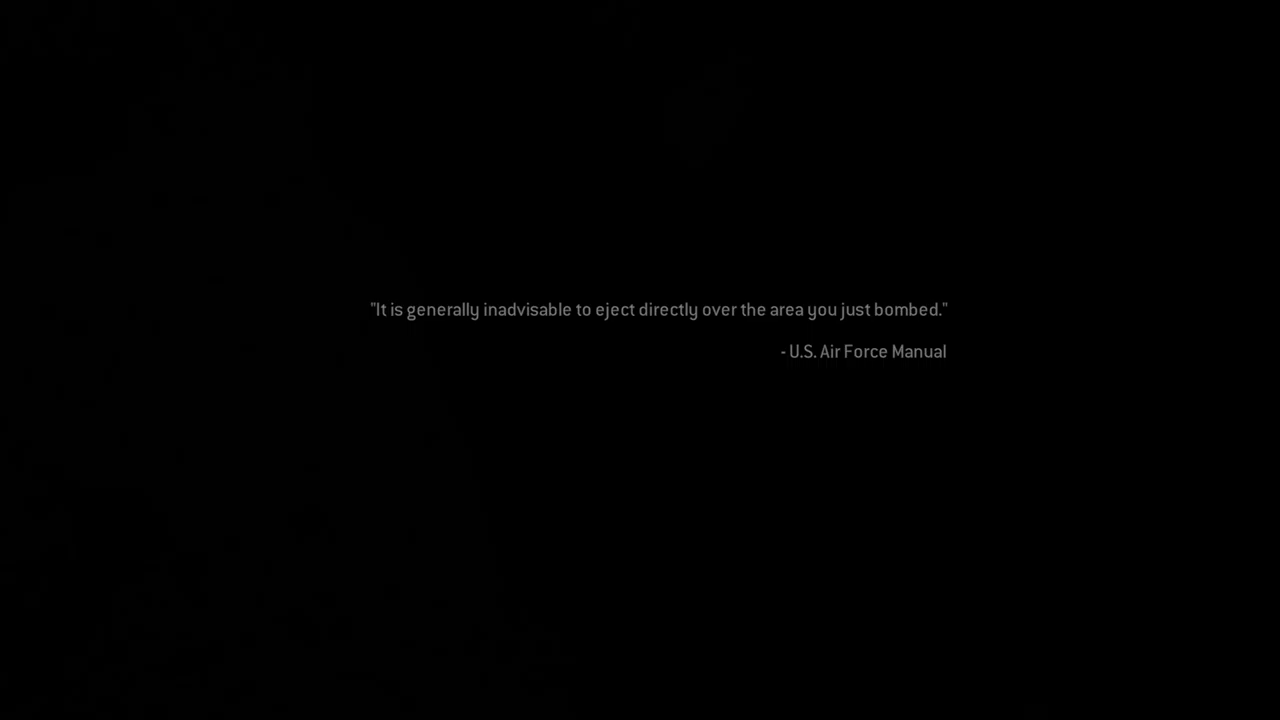 "It is generally inadvisable to eject directly over the area you just bombed."
- U.S. Air Force Manual